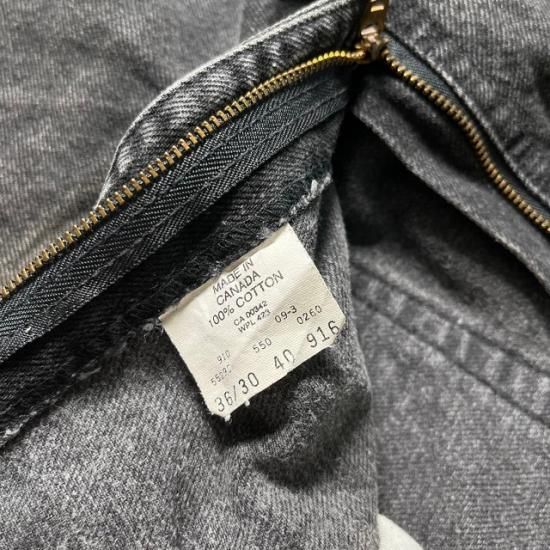 MADE IN
CANADA
100% COTTON
CA 00342
WPL 423
910 550 09-3 0260
36/30 40 916